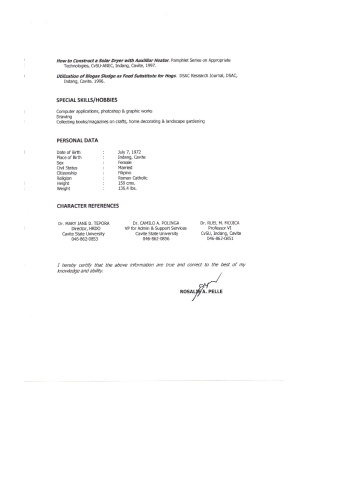 How to Construct a Solar Dryer with Auxiliar Heater. Pamphlet Series on Appropriate
Technologies, CvSU-ANEC, Indang, Cavite, 1997.
Utilization of Biogas Sludge as Feed Substitute for Hogs. DSAC Research Journal, DSAC,
Indang, Cavite. 1996.
SPECIAL SKILLS/HOBBIES
Computer applications, photoshop & graphic works
Drawing
Collecting books/magazines on crafts, home decorating & landscape gardening
PERSONAL DATA
Date of Birth : July 7, 1972
Place of Birth : Indang, Cavite
Sex : Female
Civil Status : Married
Citizenship : Filipino
Religion : Roman Catholic
Height : 155 cms.
Weight : 136.4 lbs.
CHARACTER REFERENCES
Dr. MARY JANE D. TEPORA Dr. CAMILO A. POLINGA Dr. RUEL M. MOJICA
Director, HRDO VP for Admin & Support Services Professor VI
Cavite State University Cavite State University CvSU, Indang, Cavite
046-862-0853 046-862-0856 046-862-0851
I hereby certify that the above information are true and correct to the best of my
knowledge and ability.
ROSALIE A. PELLE